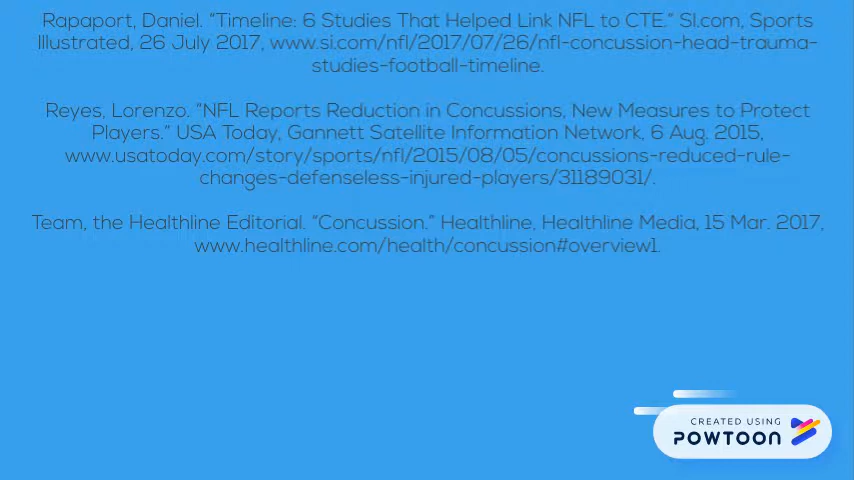 Rapaport, Daniel. “Timeline: 6 Studies That Helped Link NFL to CTE.” SI.com, Sports
Illustrated, 26 July 2017, www.si.com/nfl/2017/07/26/nfl-concussion-head-trauma-
studies-football-timeline.
Reyes, Lorenzo. “NFL Reports Reduction in Concussions, New Measures to Protect
Players.” USA Today, Gannett Satellite Information Network, 6 Aug. 2015,
www.usatoday.com/story/sports/nfl/2015/08/05/concussions-reduced-rule-
changes-defenseless-injured-players/31189031/.
Team, the Healthline Editorial. “Concussion.” Healthline, Healthline Media, 15 Mar. 2017,
www.healthline.com/health/concussion#overview1.
CREATED USING
POWTOON